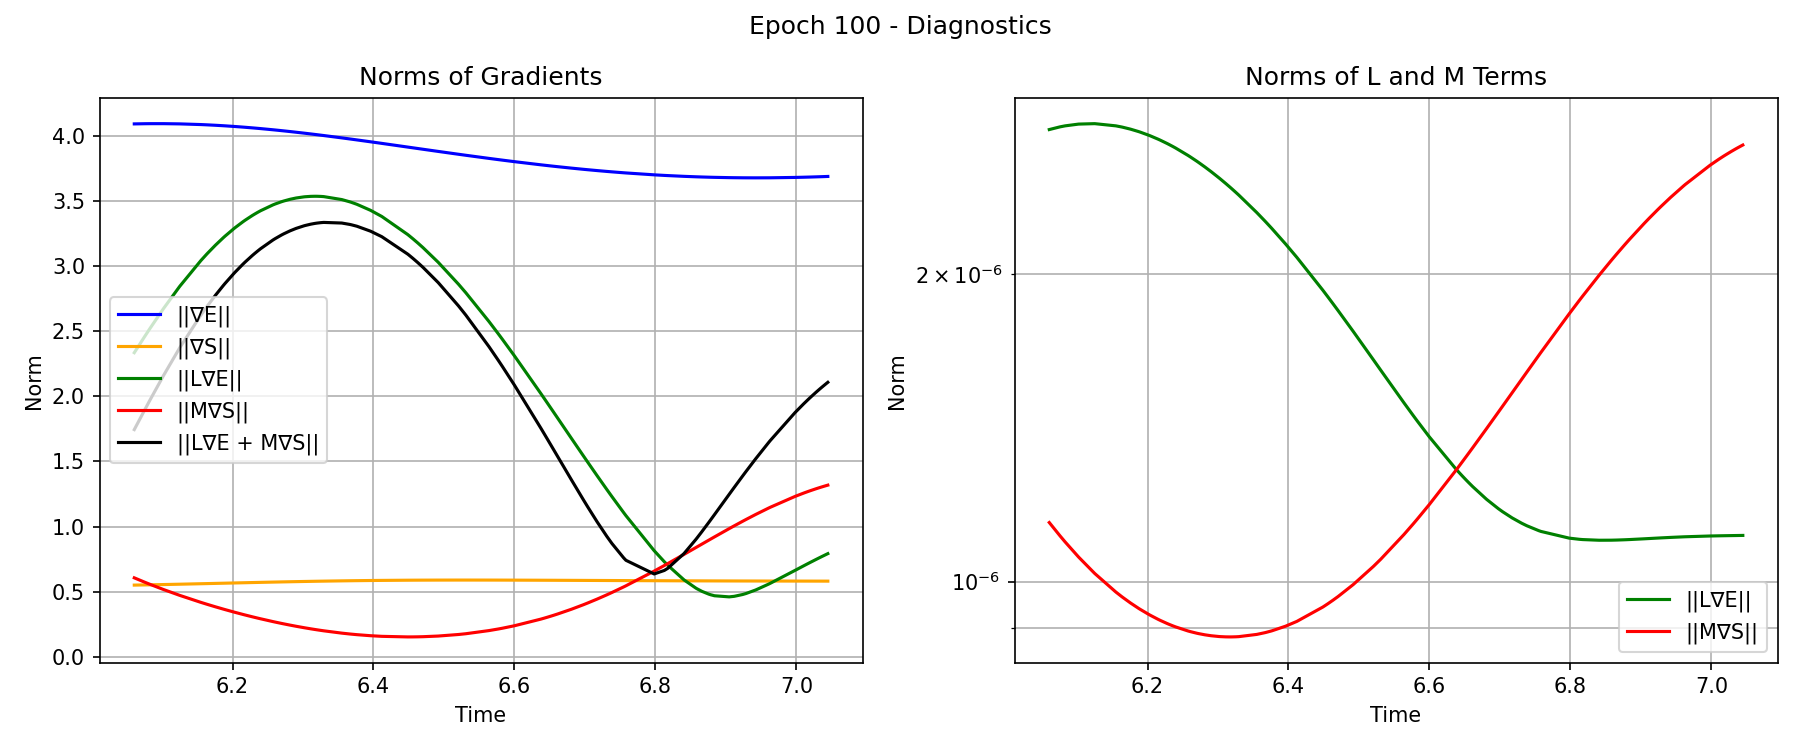 Epoch 100 - Diagnostics
Norms of Gradients
4.0
3.5
3.0
2.5
2.0
1.5
1.0
0.5
0.0
Norm
||∇E||
||∇S||
||L∇E||
||M∇S||
||L∇E + M∇S||
6.2 6.4 6.6 6.8 7.0
Time
Norms of L and M Terms
2 × 10⁻⁶
10⁻⁶
Norm
||L∇E||
||M∇S||
6.2 6.4 6.6 6.8 7.0
Time